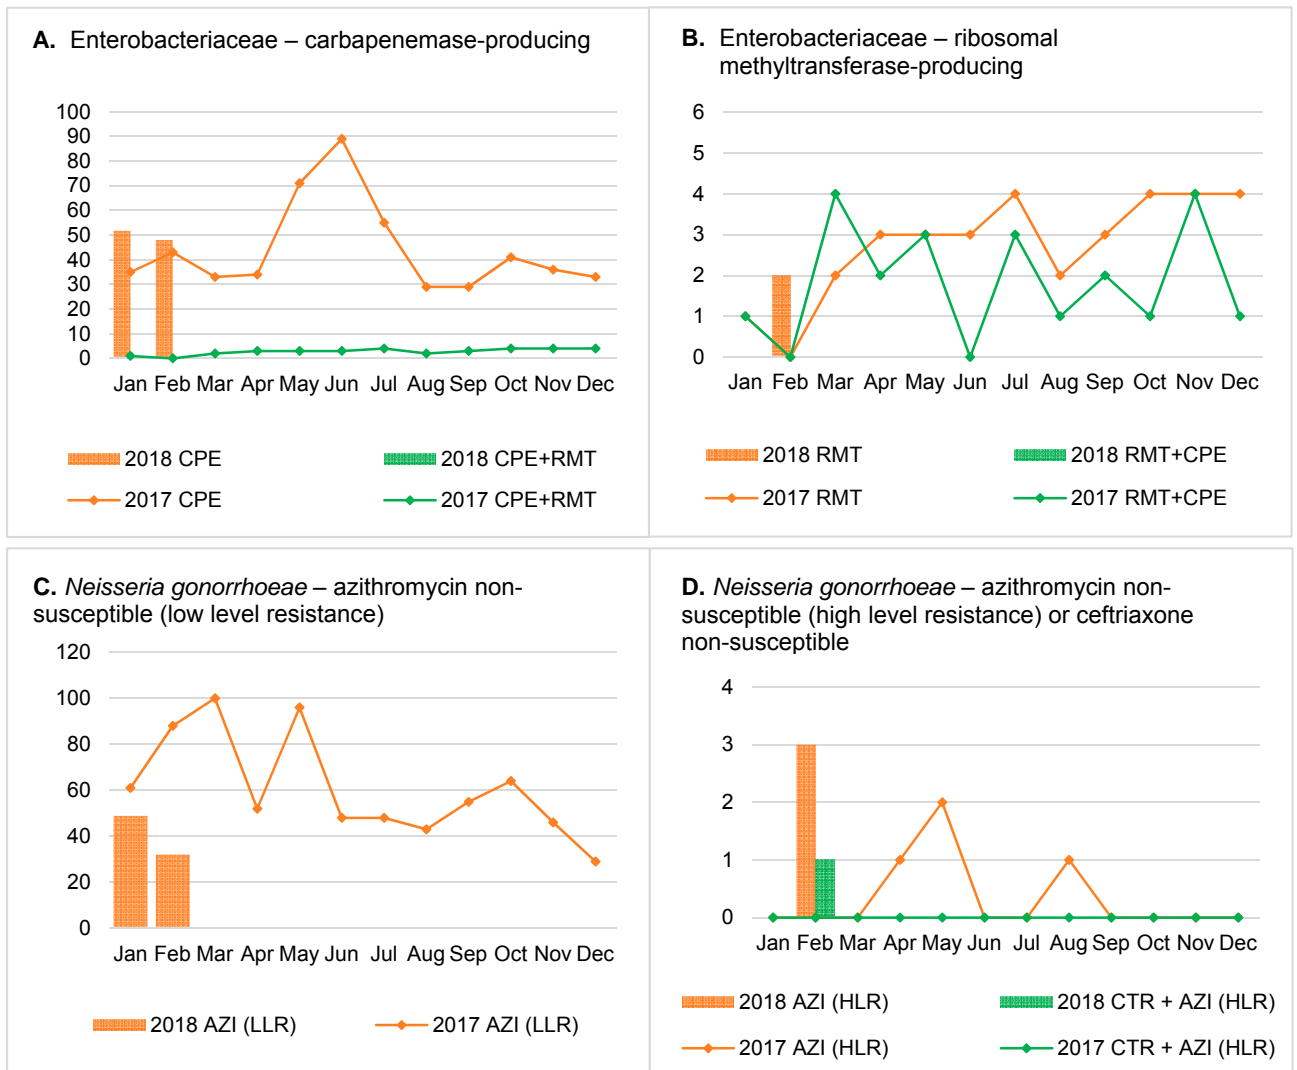 A. Enterobacteriaceae – carbapenemase-producing
100
90
80
70
60
50
40
30
20
10
0
Jan Feb Mar Apr May Jun Jul Aug Sep Oct Nov Dec
2018 CPE 2018 CPE+RMT
2017 CPE 2017 CPE+RMT
B. Enterobacteriaceae – ribosomal
methyltransferase-producing
6
5
4
3
2
1
0
Jan Feb Mar Apr May Jun Jul Aug Sep Oct Nov Dec
2018 RMT 2018 RMT+CPE
2017 RMT 2017 RMT+CPE
C. Neisseria gonorrhoeae – azithromycin non-
susceptible (low level resistance)
120
100
80
60
40
20
0
Jan Feb Mar Apr May Jun Jul Aug Sep Oct Nov Dec
2018 AZI (LLR) 2017 AZI (LLR)
D. Neisseria gonorrhoeae – azithromycin non-
susceptible (high level resistance) or ceftriaxone
non-susceptible
4
3
2
1
0
Jan Feb Mar Apr May Jun Jul Aug Sep Oct Nov Dec
2018 AZI (HLR) 2018 CTR + AZI (HLR)
2017 AZI (HLR) 2017 CTR + AZI (HLR)